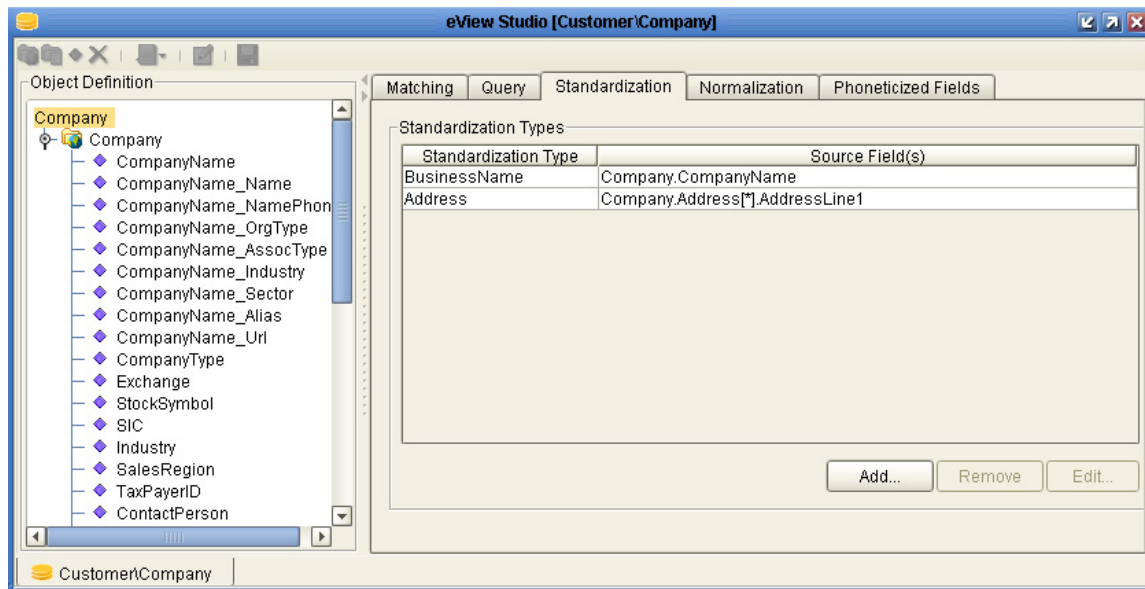 eView Studio [Customer\Company]
Object Definition
Company
Company
CompanyName
CompanyName_Name
CompanyName_NamePhon
CompanyName_OrgType
CompanyName_AssocType
CompanyName_Industry
CompanyName_Sector
CompanyName_Alias
CompanyName_Url
CompanyType
Exchange
StockSymbol
SIC
Industry
SalesRegion
TaxPayerID
ContactPerson
Matching Query Standardization Normalization Phoneticized Fields
Standardization Types
Standardization Type Source Field(s)
BusinessName Company.CompanyName
Address Company.Address[*].AddressLine1
Add... Remove Edit...
Customer\Company